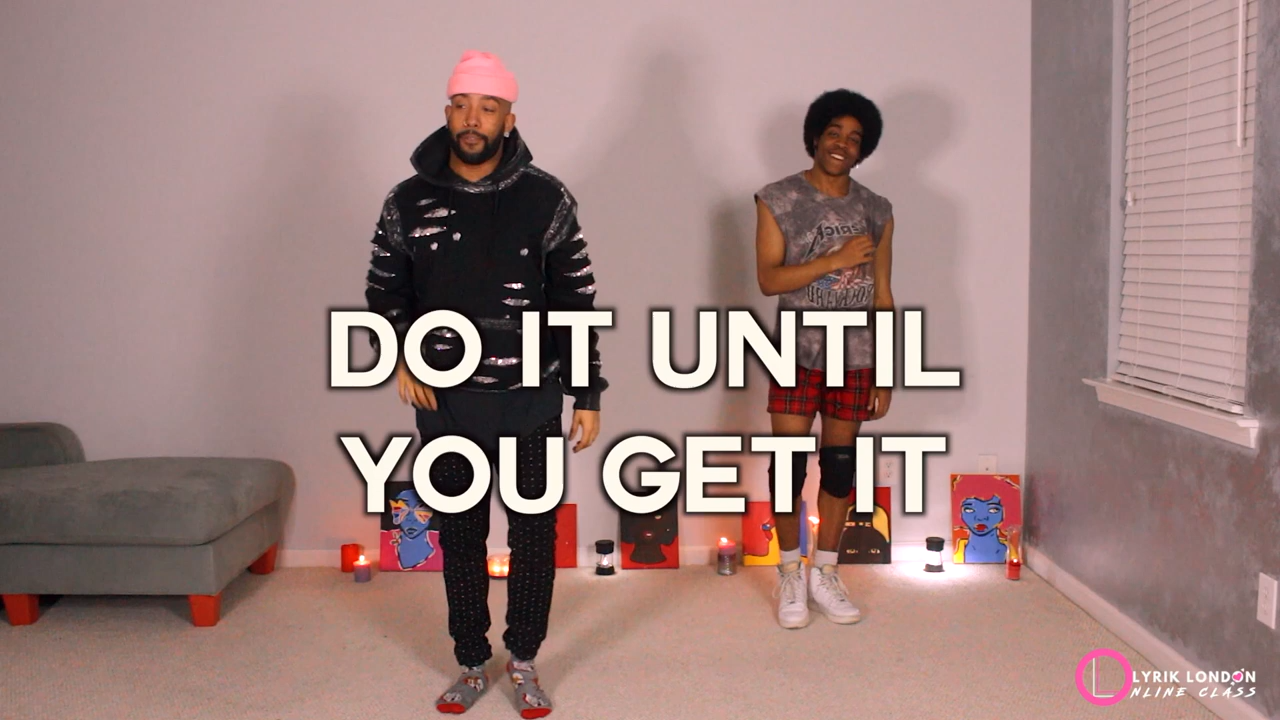 DO IT UNTIL
YOU GET IT
LYRIK LONDON
ONLINE CLASS